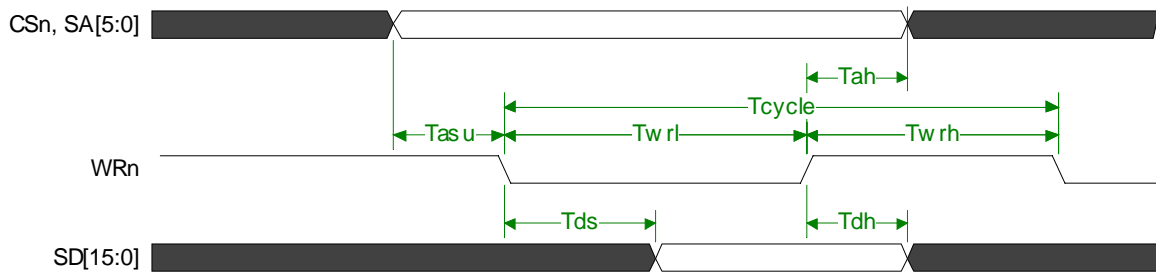 CSn, SA[5:0]
Tah
Tcycle
Tasu Twrl Twrh
WRn
Tds Tdh
SD[15:0]